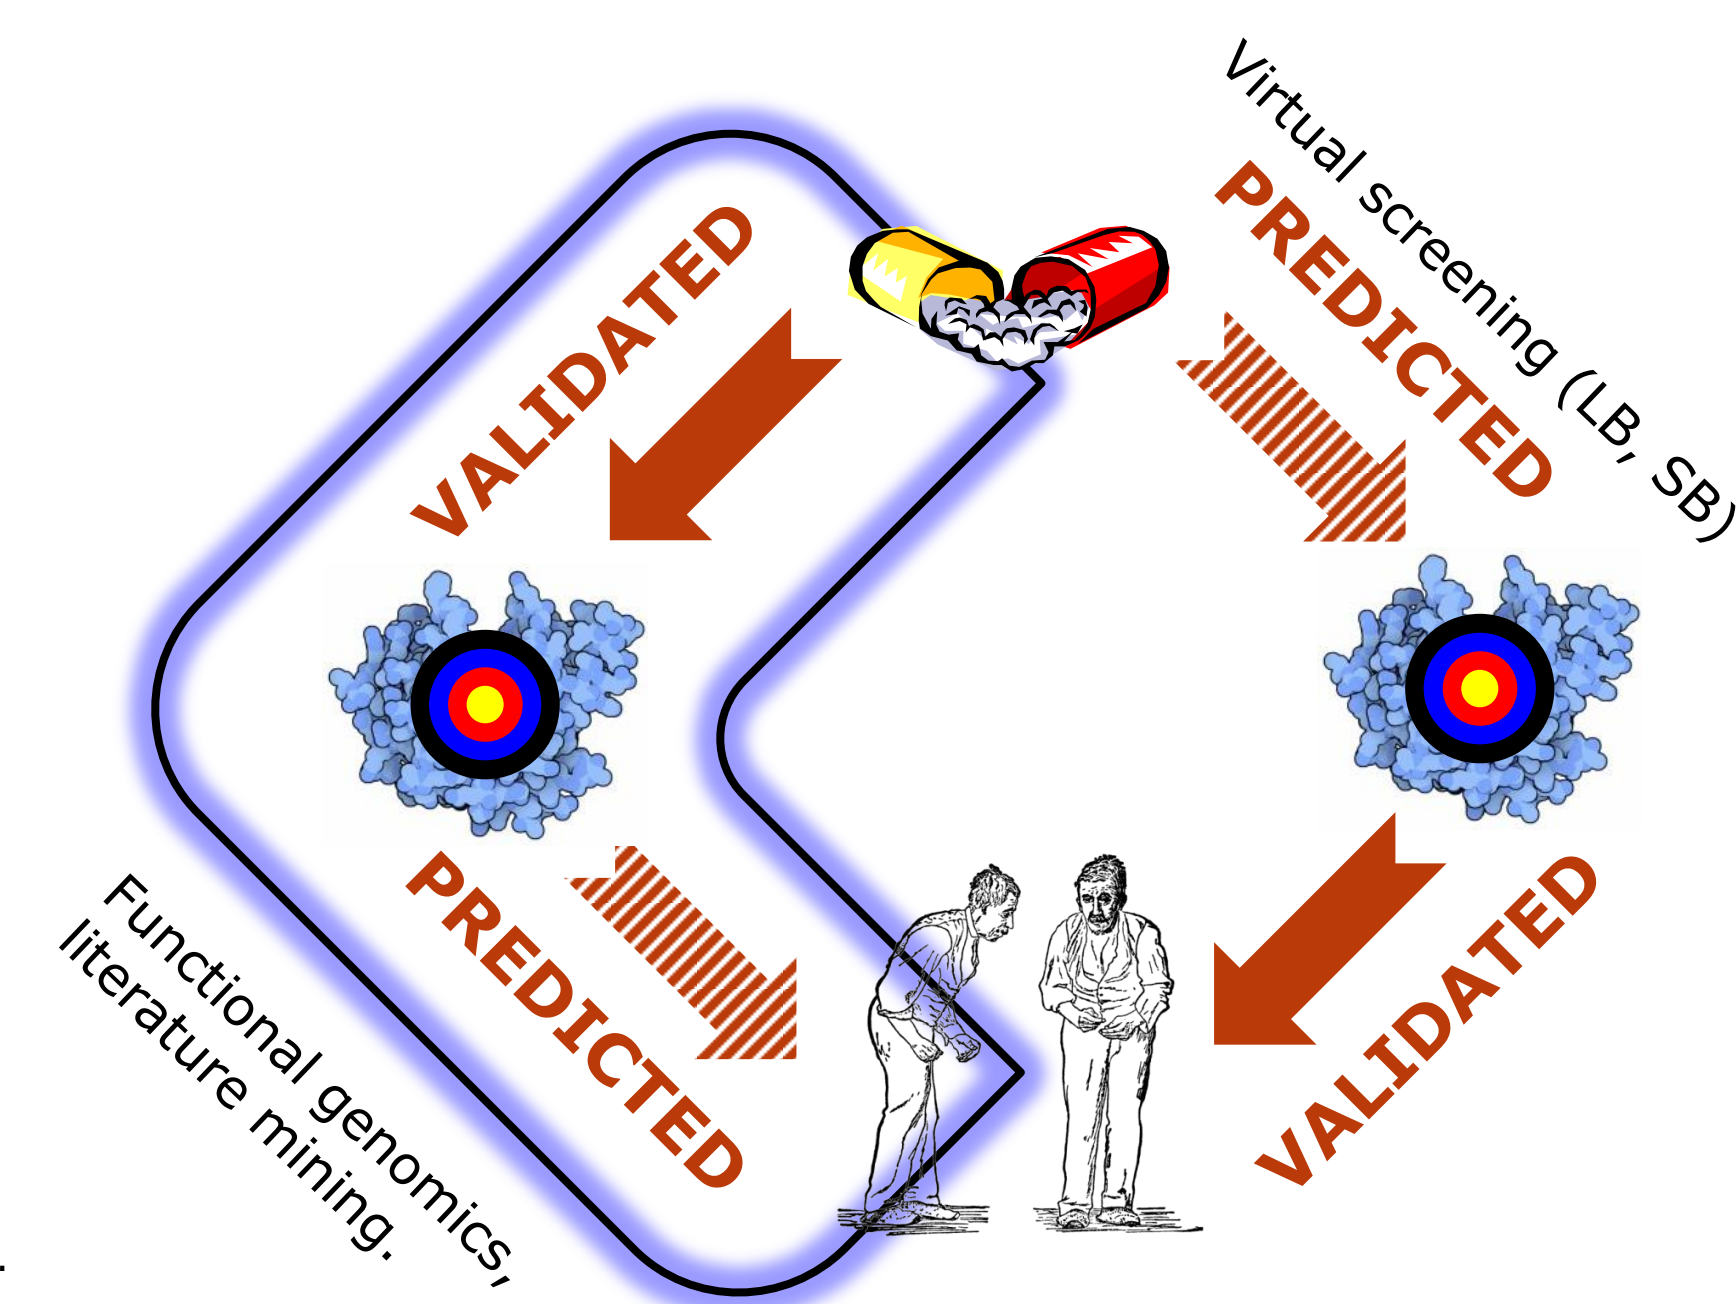 Virtual screening (LB, SB)
PREDICTED
VALIDATED
PREDICTED
VALIDATED
Functional genomics,
literature mining.
.